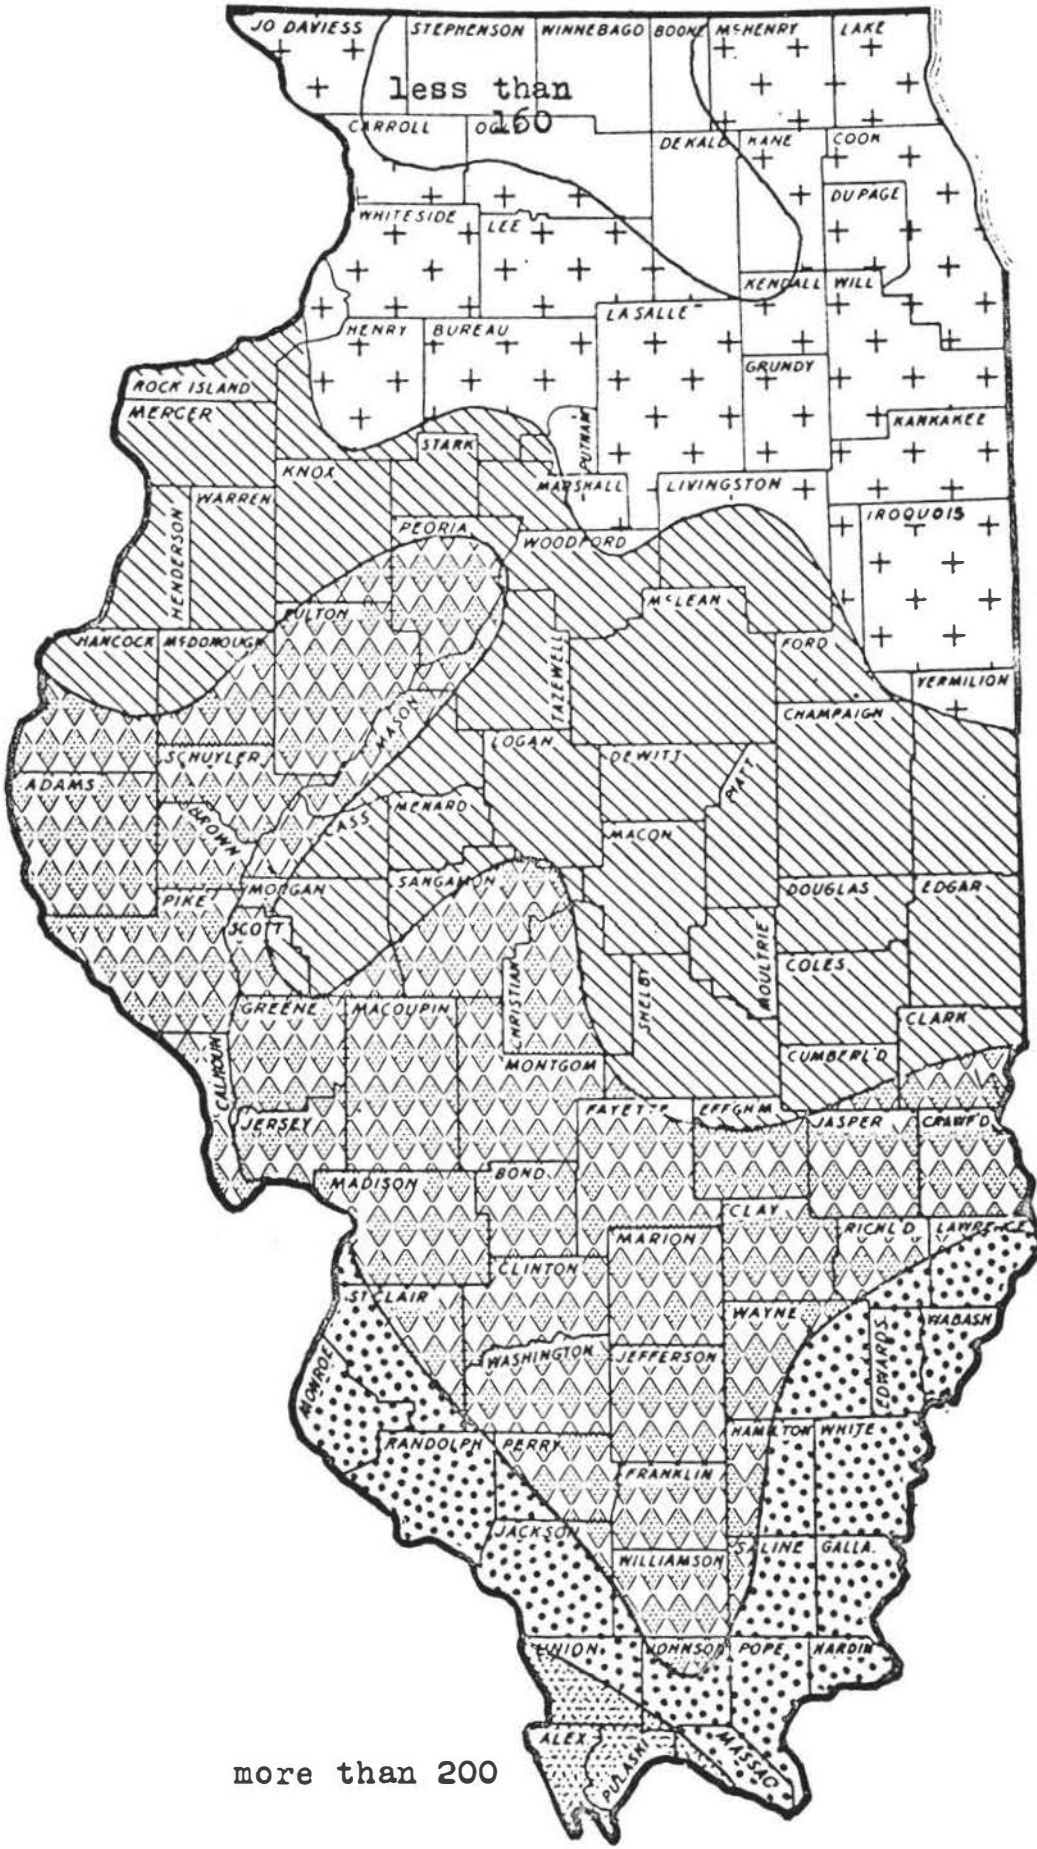 JO DAVIESS STEPHENSON WINNEBAGO BOONE McHENRY LAKE
less than
160
CARROLL OGLE DEKALB KANE COOK
DUPAGE
WHITESIDE LEE
KENDALL WILL
LASALLE
HENRY BUREAU
GRUNDY
ROCK ISLAND
MERCER
KANKAKEE
PUTNAM
STARK
KNOX
MARSHALL LIVINGSTON
WARREN
HENDERSON
PEORIA
IROQUOIS
WOODFORD
FULTON
McLEAN
HANCOCK McDONOUGH
FORD
TAZEWELL
VERMILION
MASON
CHAMPAIGN
LOGAN
SCHUYLER
DEWITT
PIATT
ADAMS
BROWN
CASS
MENARD
MACON
PIKE
MORGAN
SANGAMON
DOUGLAS EDGAR
SCOTT
MOULTRIE
COLES
CHRISTIAN
SHELBY
GREENE MACOUPIN
CLARK
CALHOUN
MONTGOM
CUMBERL'D
JERSEY
FAYETTE EFFGHM JASPER CRAWF'D
MADISON
BOND
CLAY
RICHL'D LAWRENCE
MARION
CLINTON
ST CLAIR
WAYNE
EDWARDS
WABASH
MONROE
WASHINGTON JEFFERSON
RANDOLPH PERRY
HAMILTON WHITE
FRANKLIN
JACKSON
WILLIAMSON
SALINE GALLA.
UNION JOHNSON POPE HARDIN
ALEX
PULASKI
MASSAC
more than 200